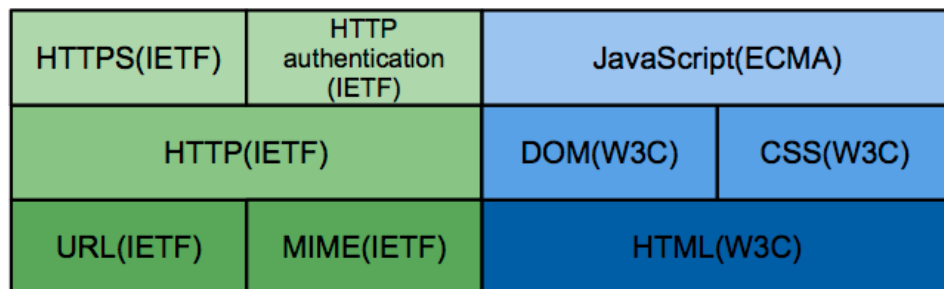 HTTPS(IETF)
HTTP
authentication
(IETF)
JavaScript(ECMA)
HTTP(IETF)
DOM(W3C)
CSS(W3C)
URL(IETF)
MIME(IETF)
HTML(W3C)